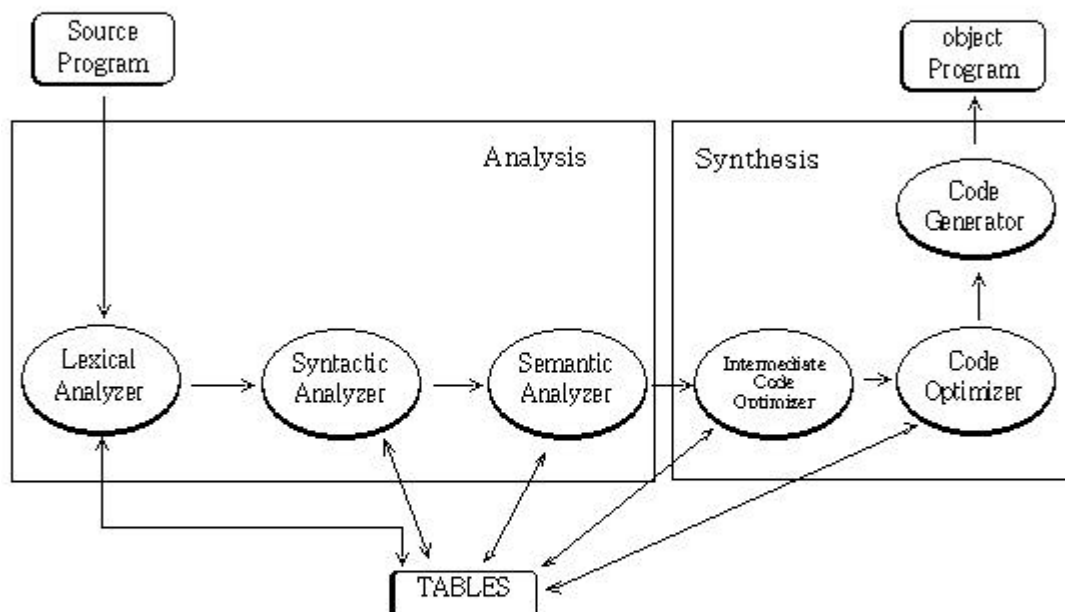 Source
Program
object
Program
Analysis
Synthesis
Code
Generator
Lexical
Analyzer
Syntactic
Analyzer
Semantic
Analyzer
Intermediate
Code
Optimizer
Code
Optimizer
TABLES